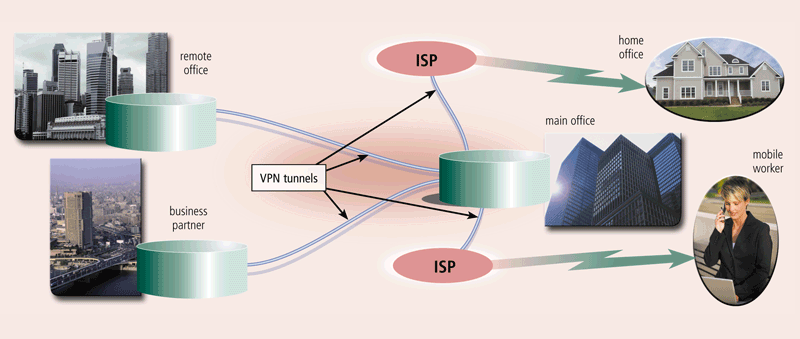 remote
office
ISP
home
office
main office
VPN tunnels
mobile
worker
business
partner
ISP